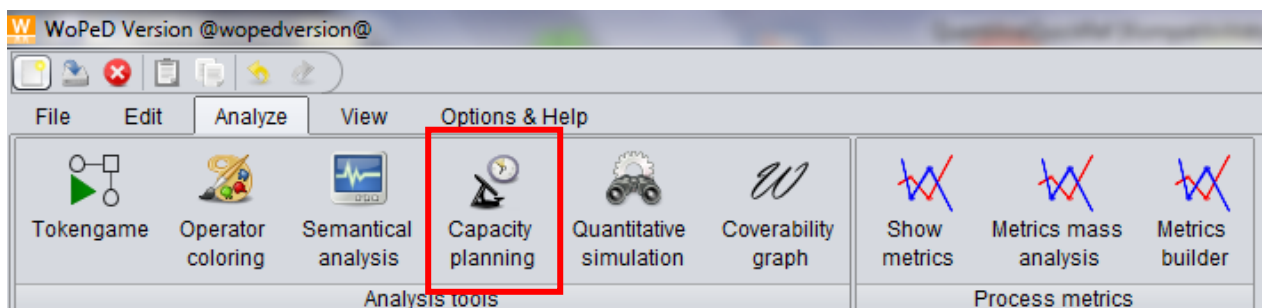 WoPeD Version @wopedversion@
File Edit Analyze View Options & Help
Tokengame Operator coloring Semantical analysis Capacity planning Quantitative simulation Coverability graph Show metrics Metrics mass analysis Metrics builder
Analysis tools Process metrics